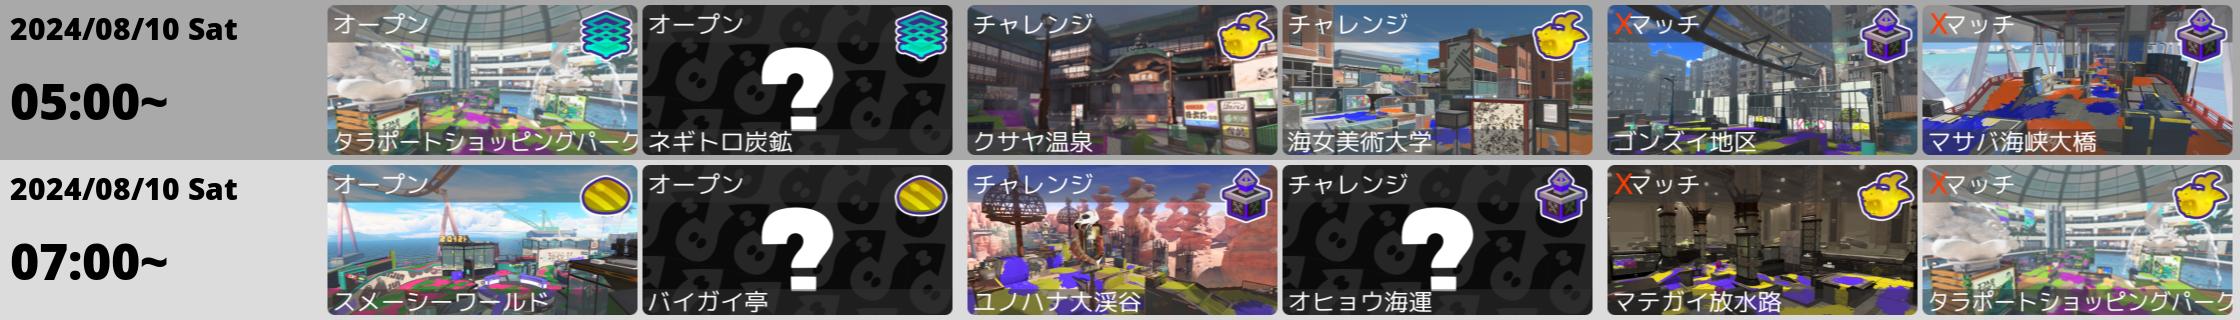 2024/08/10 Sat
05:00~
オープン
タラポートショッピングパーク
オープン
?
ネギトロ炭鉱
チャレンジ
クサヤ温泉
チャレンジ
海女美術大学
Xマッチ
ゴンズイ地区
Xマッチ
マサバ海峡大橋
2024/08/10 Sat
07:00~
オープン
スメーシーワールド
オープン
?
バイガイ亭
チャレンジ
ユノハナ大渓谷
チャレンジ
?
オヒョウ海運
Xマッチ
マテガイ放水路
Xマッチ
タラポートショッピングパーク